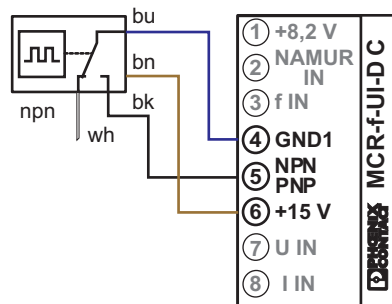 bu
bn
bk
npn
wh
1 +8,2 V
2 NAMUR
IN
3 f IN
4 GND1
5 NPN
PNP
6 +15 V
7 U IN
8 I IN
MCR-f-UI-D C
PHOENIX
CONTACT